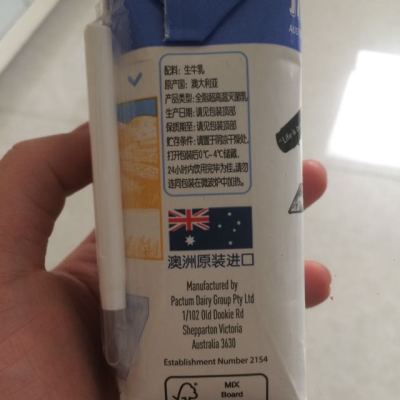 配料: 生牛乳
原产国: 澳大利亚
产品类型: 全脂超高温灭菌乳
生产日期: 请见包装顶部
保质期至: 请见包装顶部
贮存条件: 请置于阴凉干燥处,
打开包装后0℃-4℃储藏,
24小时内饮用完毕为佳,请勿
连同包装在微波炉中加热。
澳洲原装进口
Manufactured by
Pactum Dairy Group Pty Ltd
1/102 Old Dookie Rd
Shepparton Victoria
Australia 3630
Establishment Number 2154
FSC
MIX
Board
"Life is